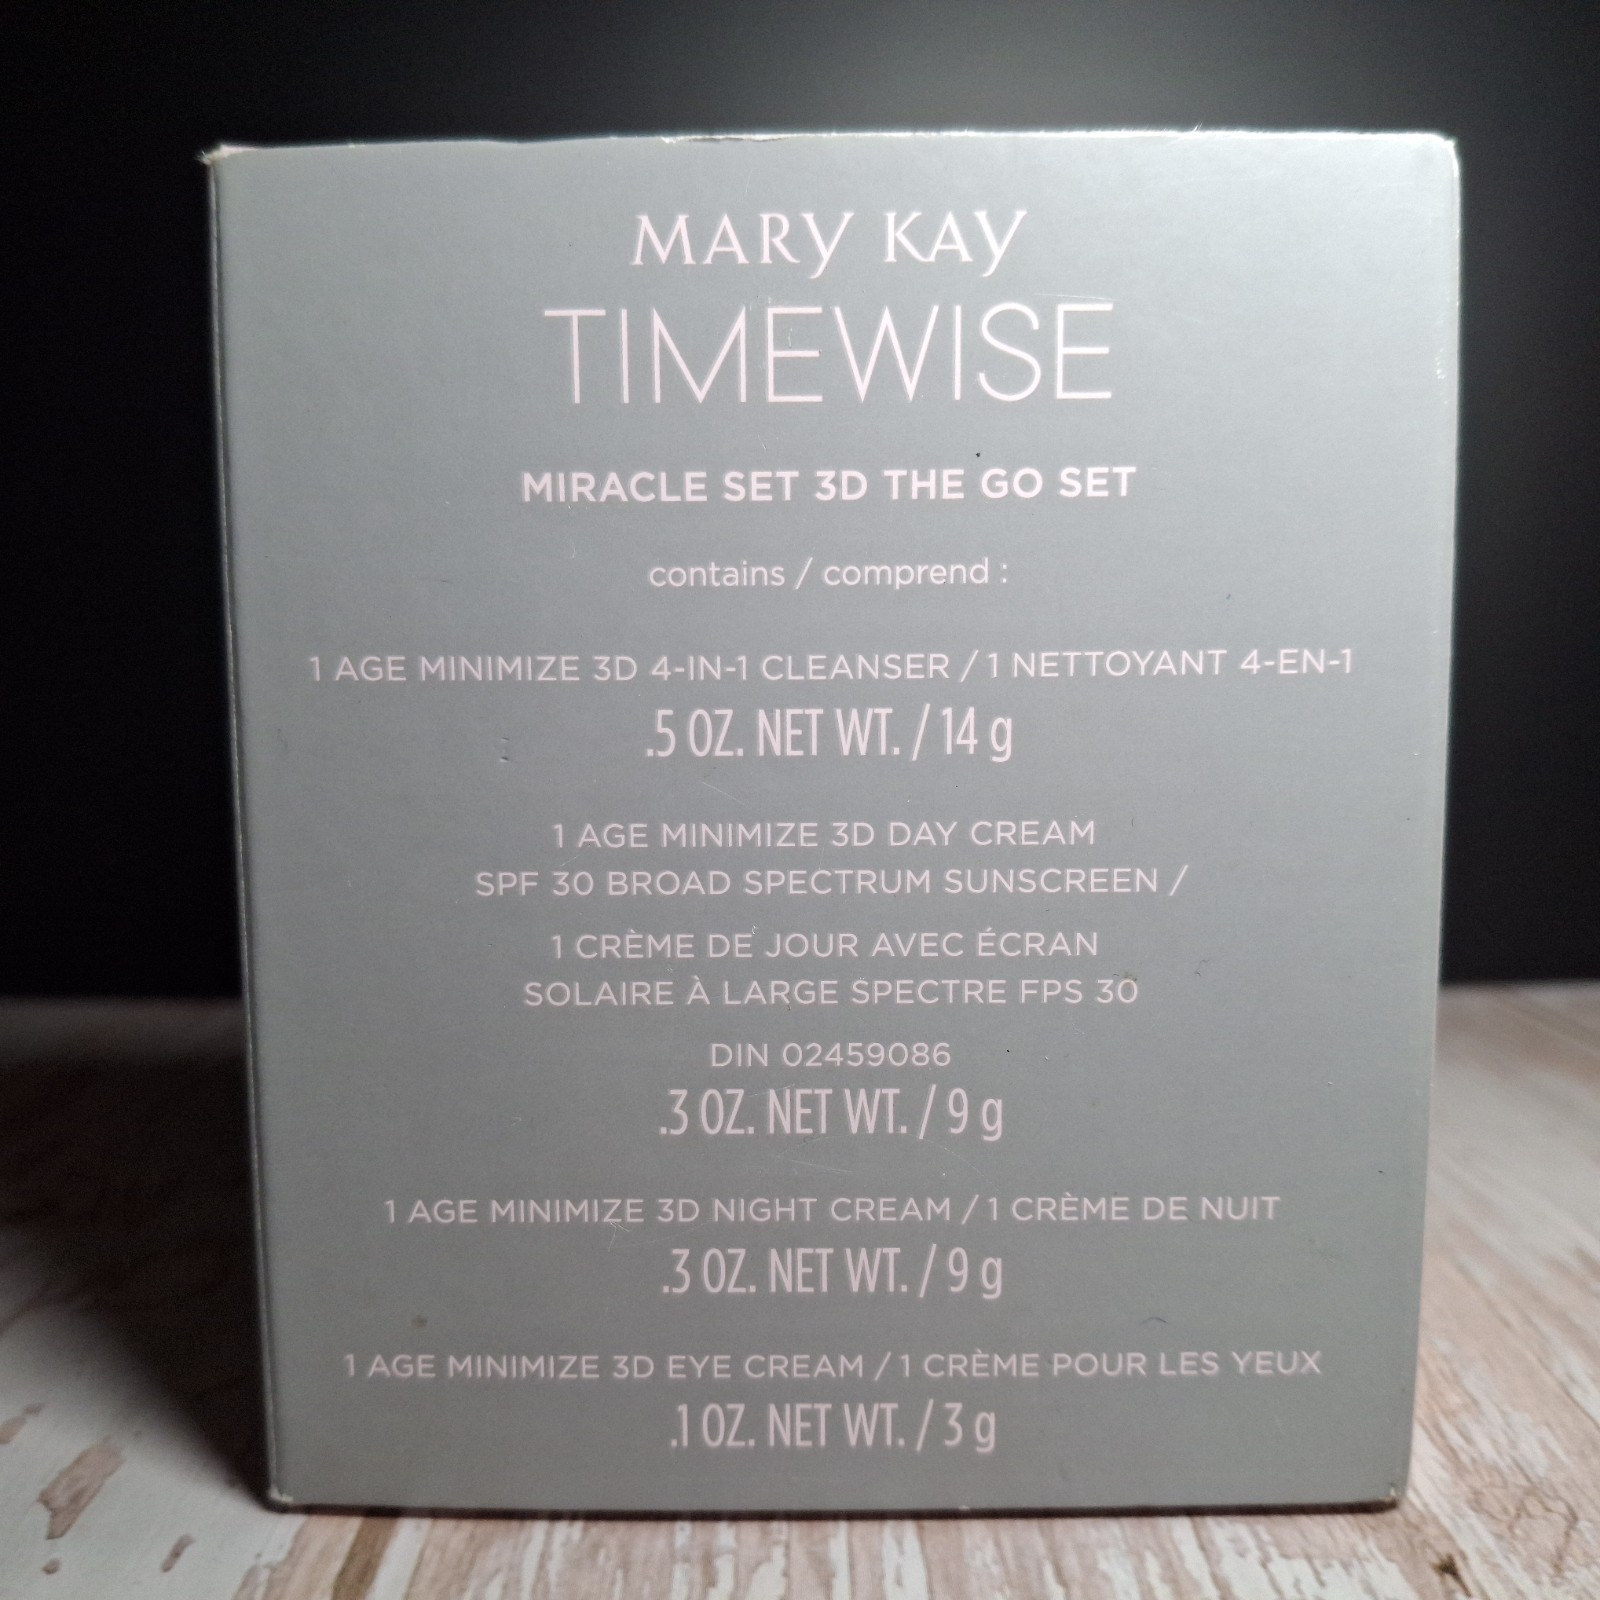 MARY KAY
TIMEWISE
MIRACLE SET 3D THE GO SET
contains / comprend :
1 AGE MINIMIZE 3D 4-IN-1 CLEANSER / 1 NETTOYANT 4-EN-1
.5 OZ. NET WT. / 14 g
1 AGE MINIMIZE 3D DAY CREAM
SPF 30 BROAD SPECTRUM SUNSCREEN /
1 CRÈME DE JOUR AVEC ÉCRAN
SOLAIRE À LARGE SPECTRE FPS 30
DIN 02459086
.3 OZ. NET WT. / 9 g
1 AGE MINIMIZE 3D NIGHT CREAM / 1 CRÈME DE NUIT
.3 OZ. NET WT. / 9 g
1 AGE MINIMIZE 3D EYE CREAM / 1 CRÈME POUR LES YEUX
.1 OZ. NET WT. / 3 g